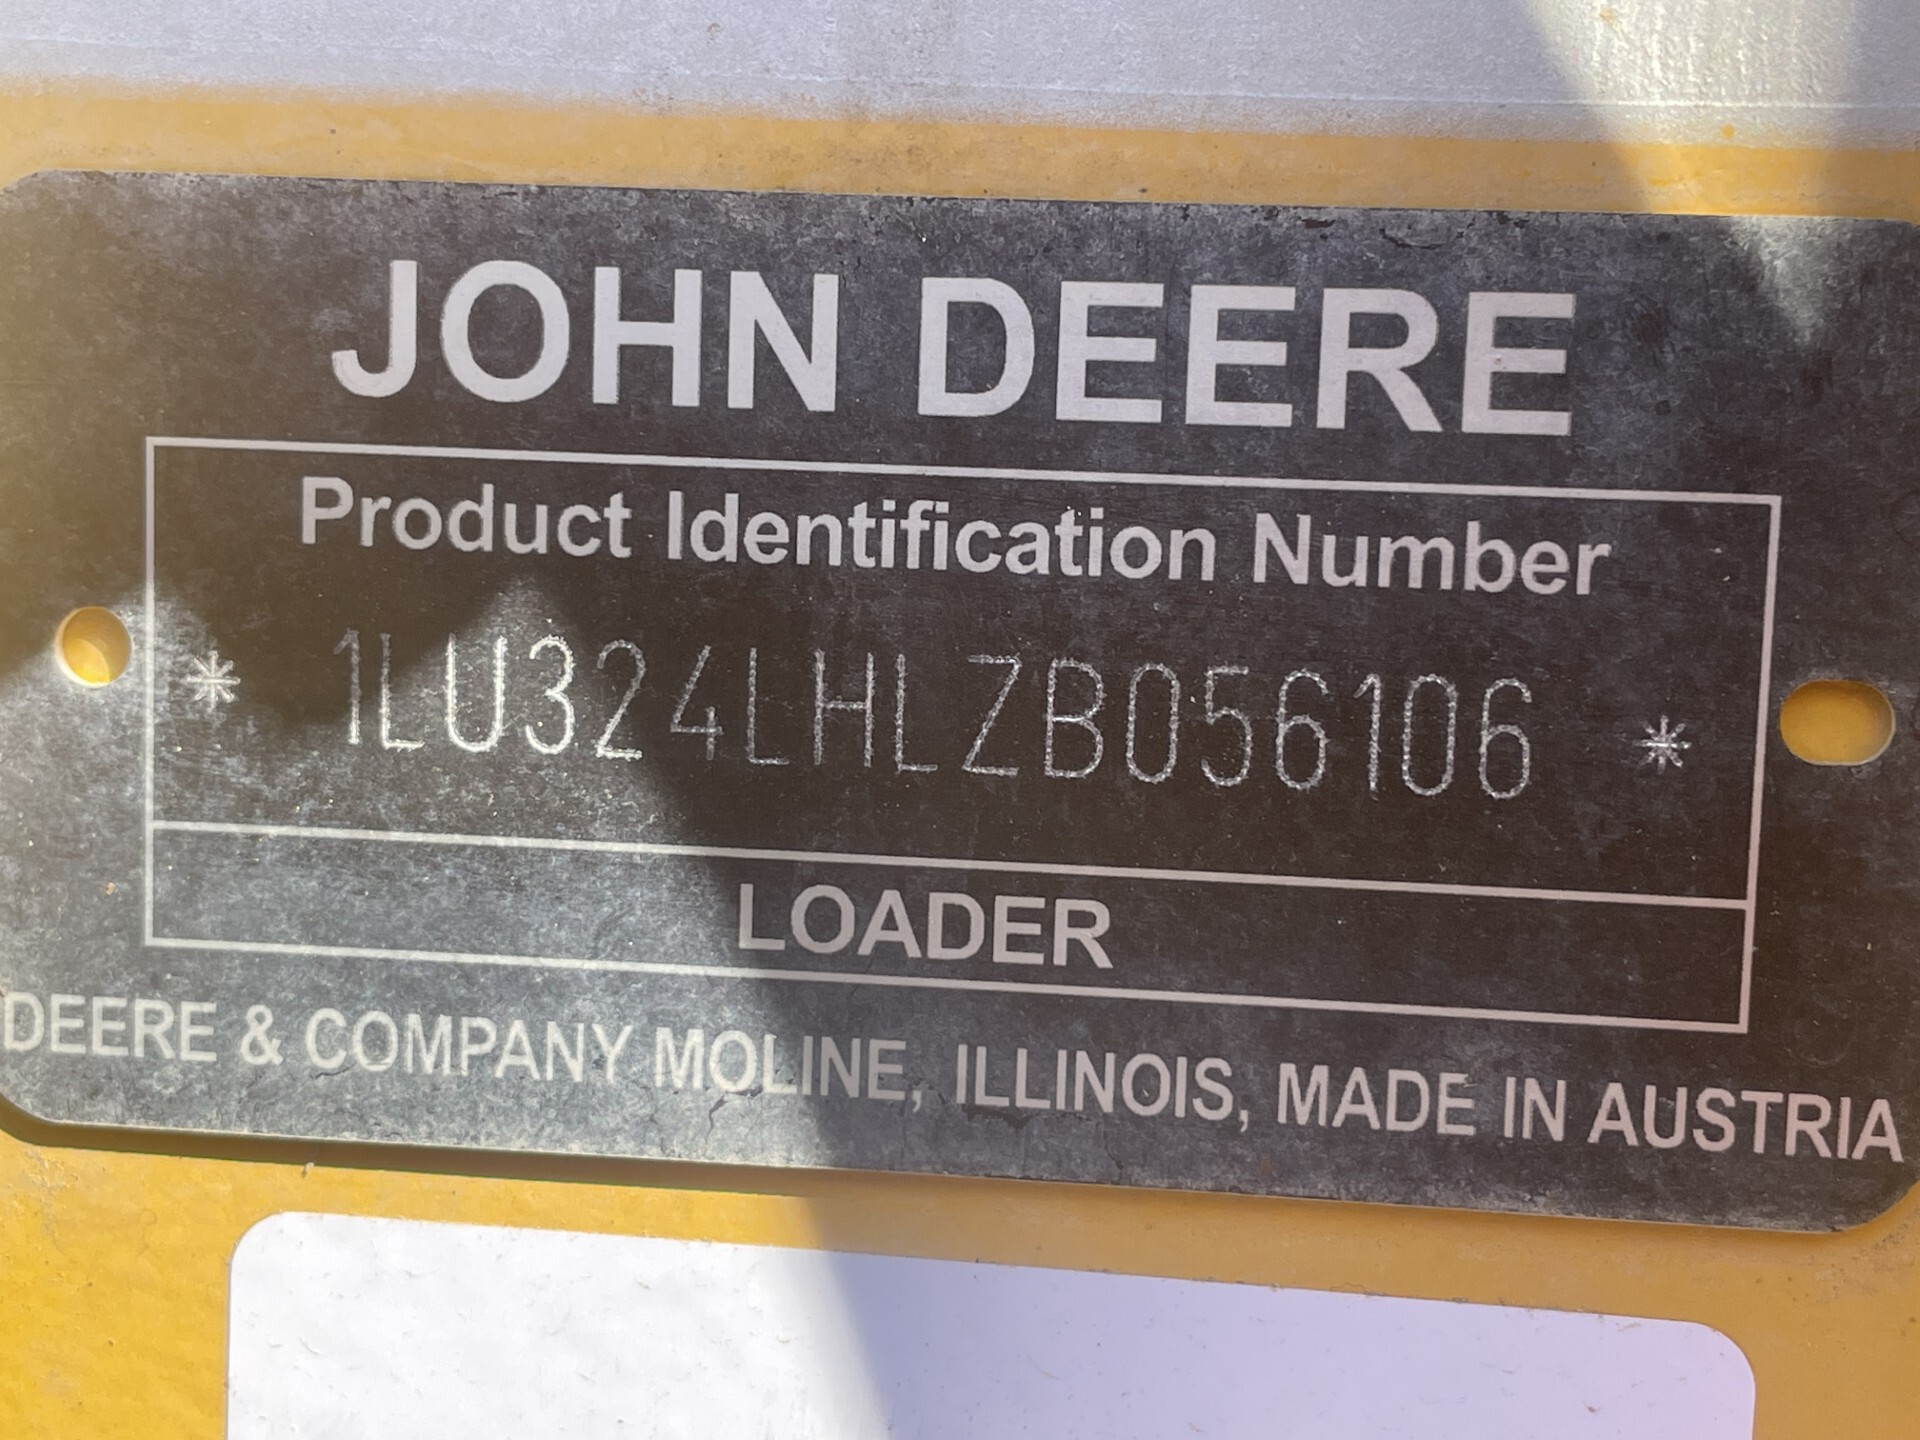 JOHN DEERE
Product Identification Number
* 1LU324LHLZB056106 *
LOADER
DEERE & COMPANY MOLINE, ILLINOIS, MADE IN AUSTRIA